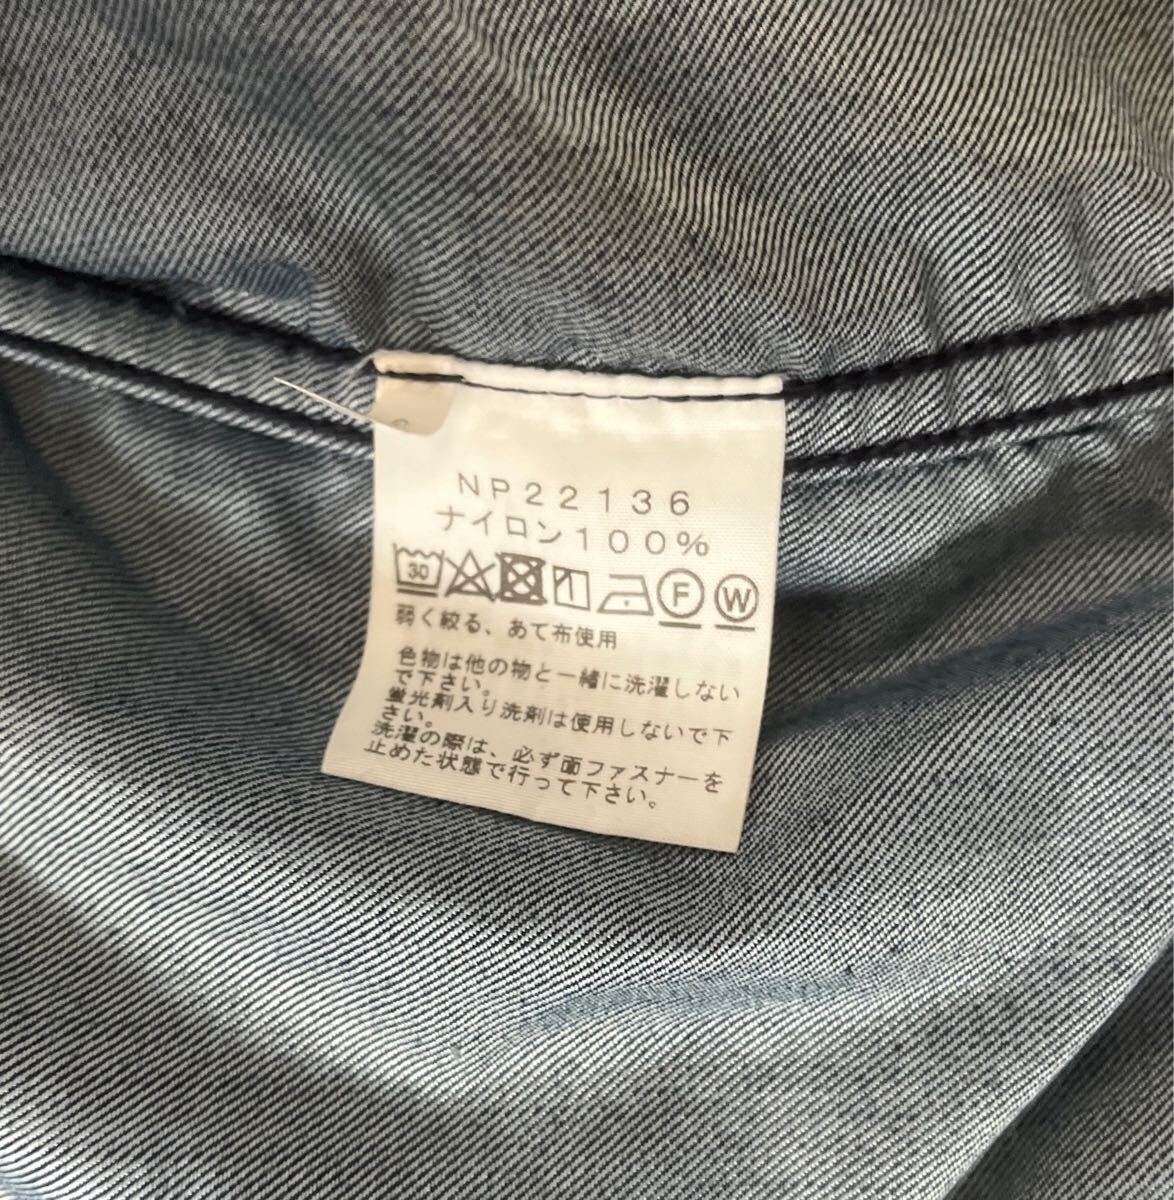 NP22136
ナイロン100%
30 F W
弱く絞る、あて布使用
色物は他の物と一緒に洗濯しない
で下さい。
蛍光剤入り洗剤は使用しないで下
さい。
洗濯の際は、必ず面ファスナーを
止めた状態で行って下さい。